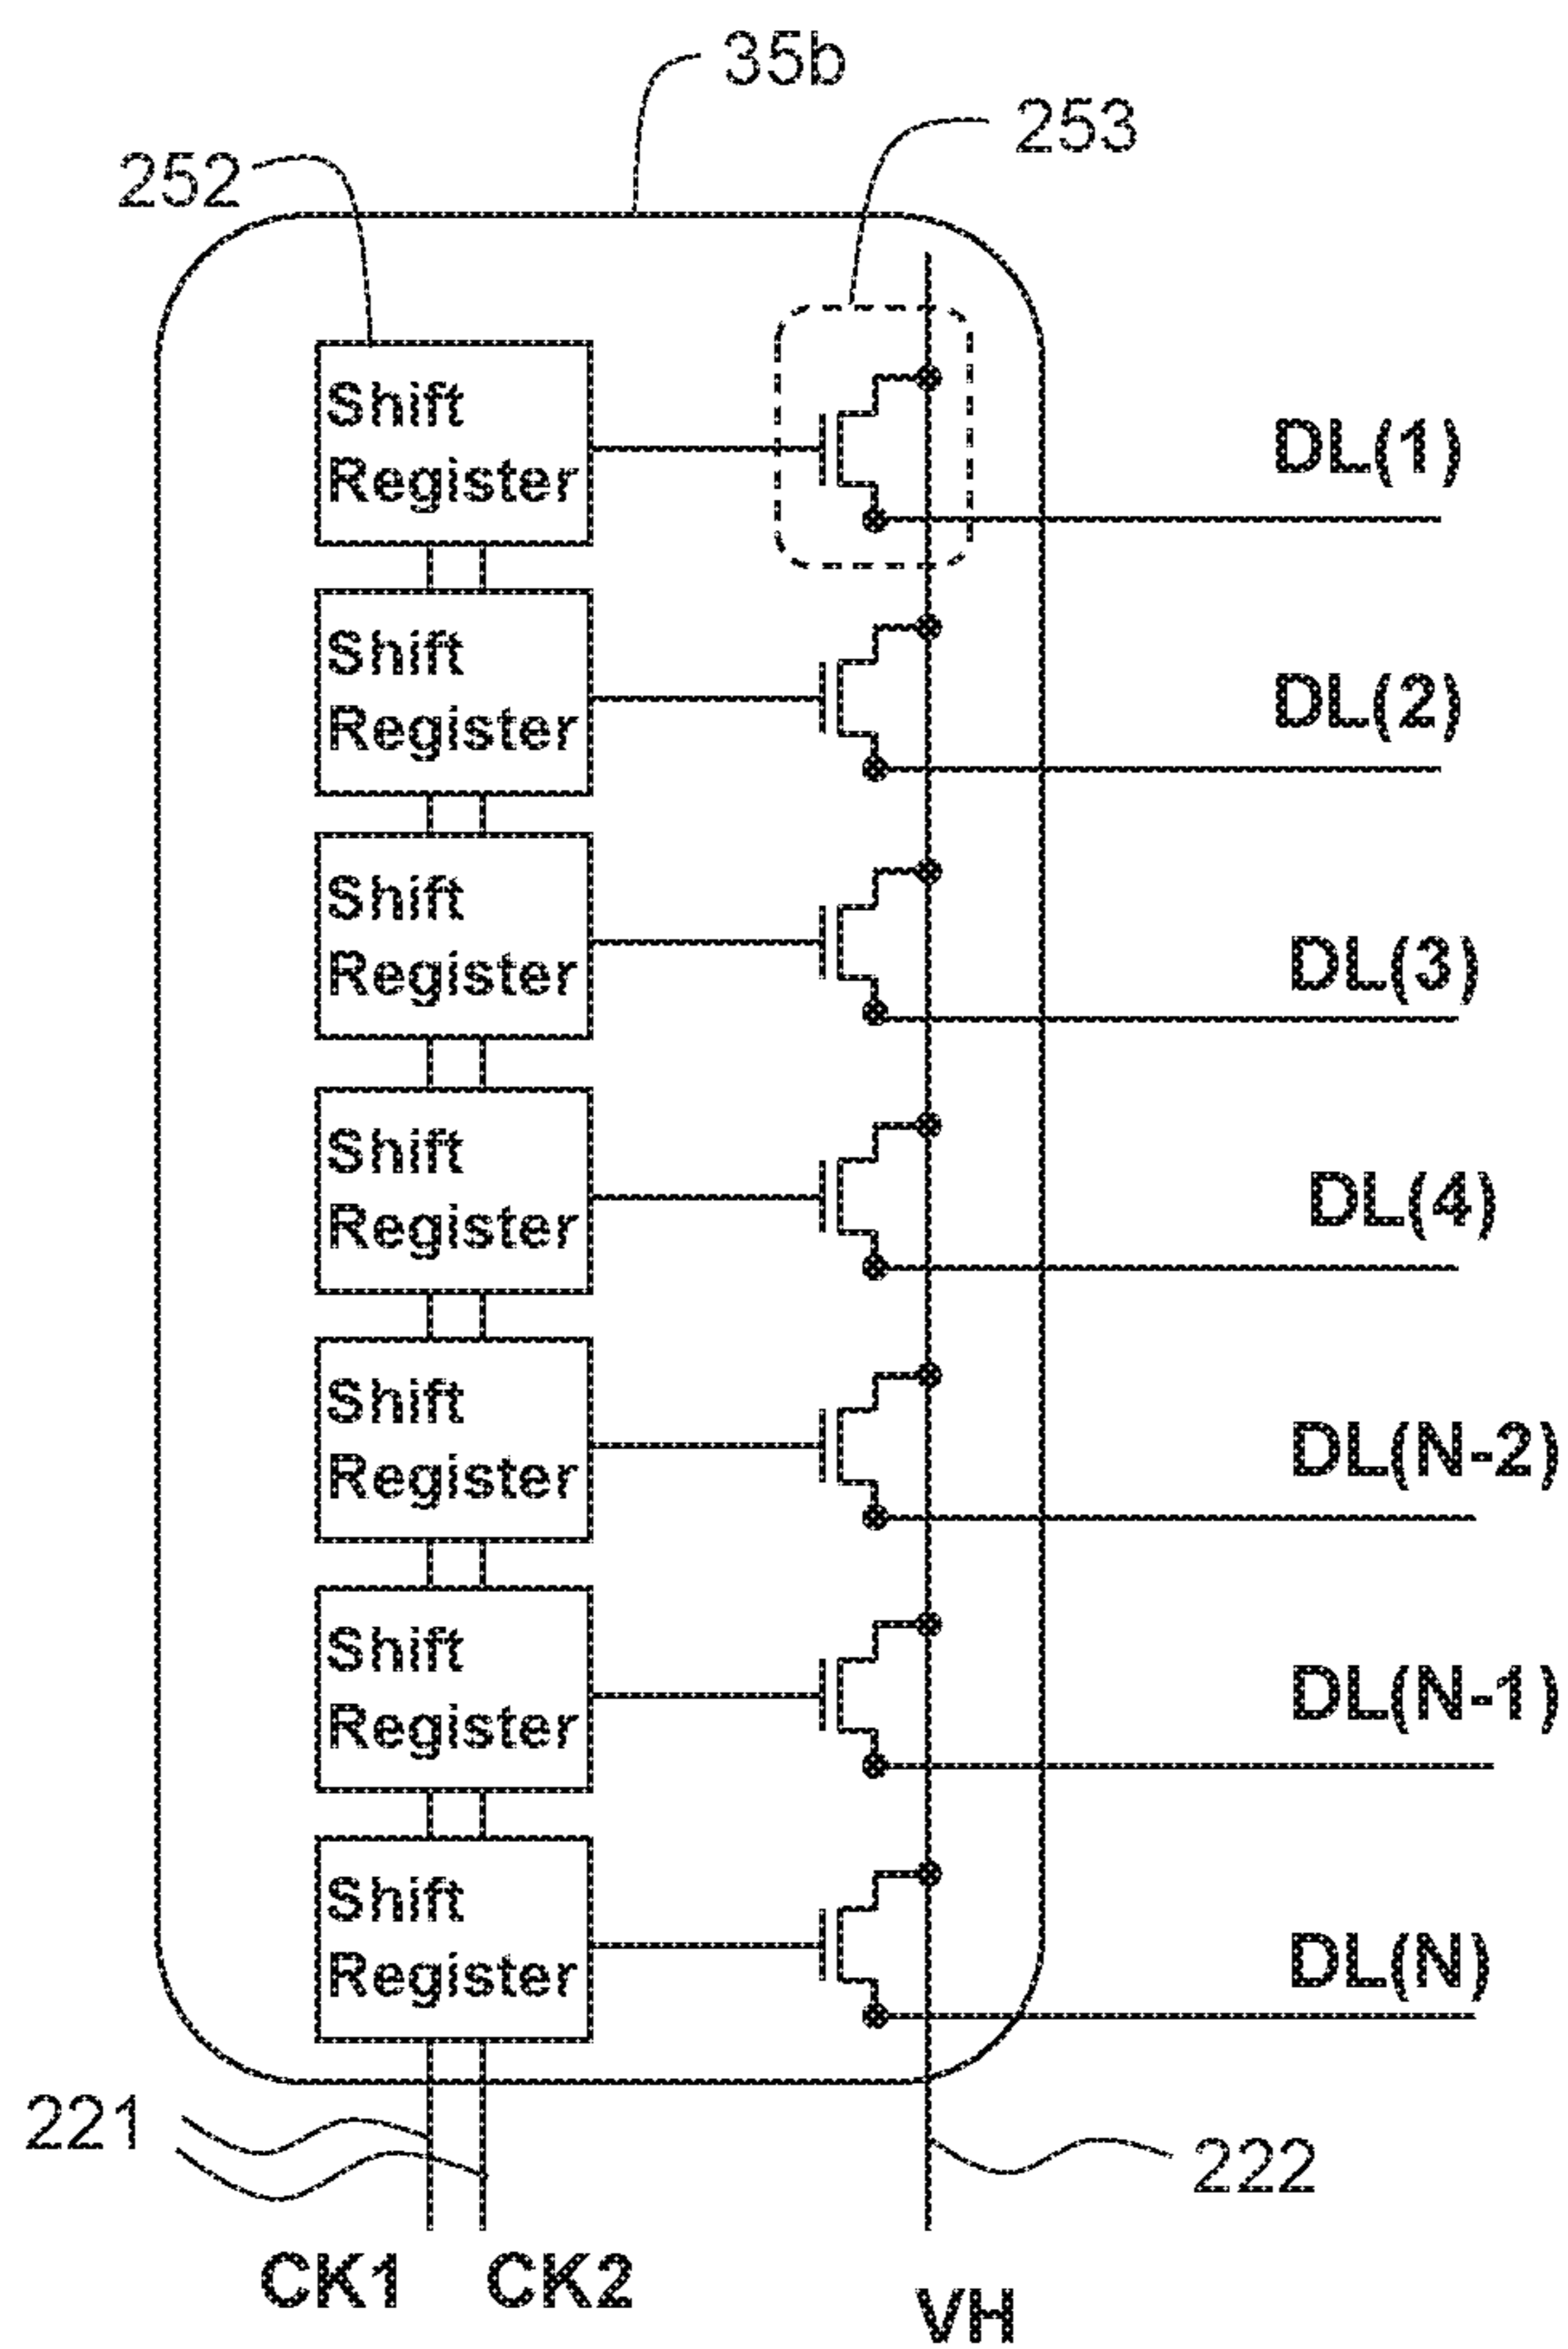 35b
253
252
Shift
Register
DL(1)
Shift
Register
DL(2)
Shift
Register
DL(3)
Shift
Register
DL(4)
Shift
Register
DL(N-2)
Shift
Register
DL(N-1)
Shift
Register
DL(N)
221
222
CK1 CK2
VH